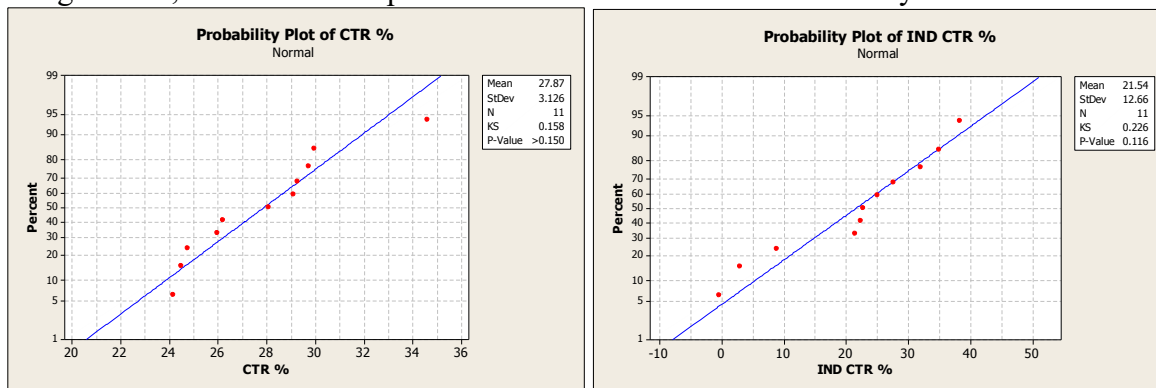 Probability Plot of CTR %
Normal
99
95
90
80
70
60
50
40
30
20
10
5
1
Percent
20 22 24 26 28 30 32 34 36
CTR %
Mean 27.87
StDev 3.126
N 11
KS 0.158
P-Value >0.150
Probability Plot of IND CTR %
Normal
99
95
90
80
70
60
50
40
30
20
10
5
1
Percent
-10 0 10 20 30 40 50
IND CTR %
Mean 21.54
StDev 12.66
N 11
KS 0.226
P-Value 0.116